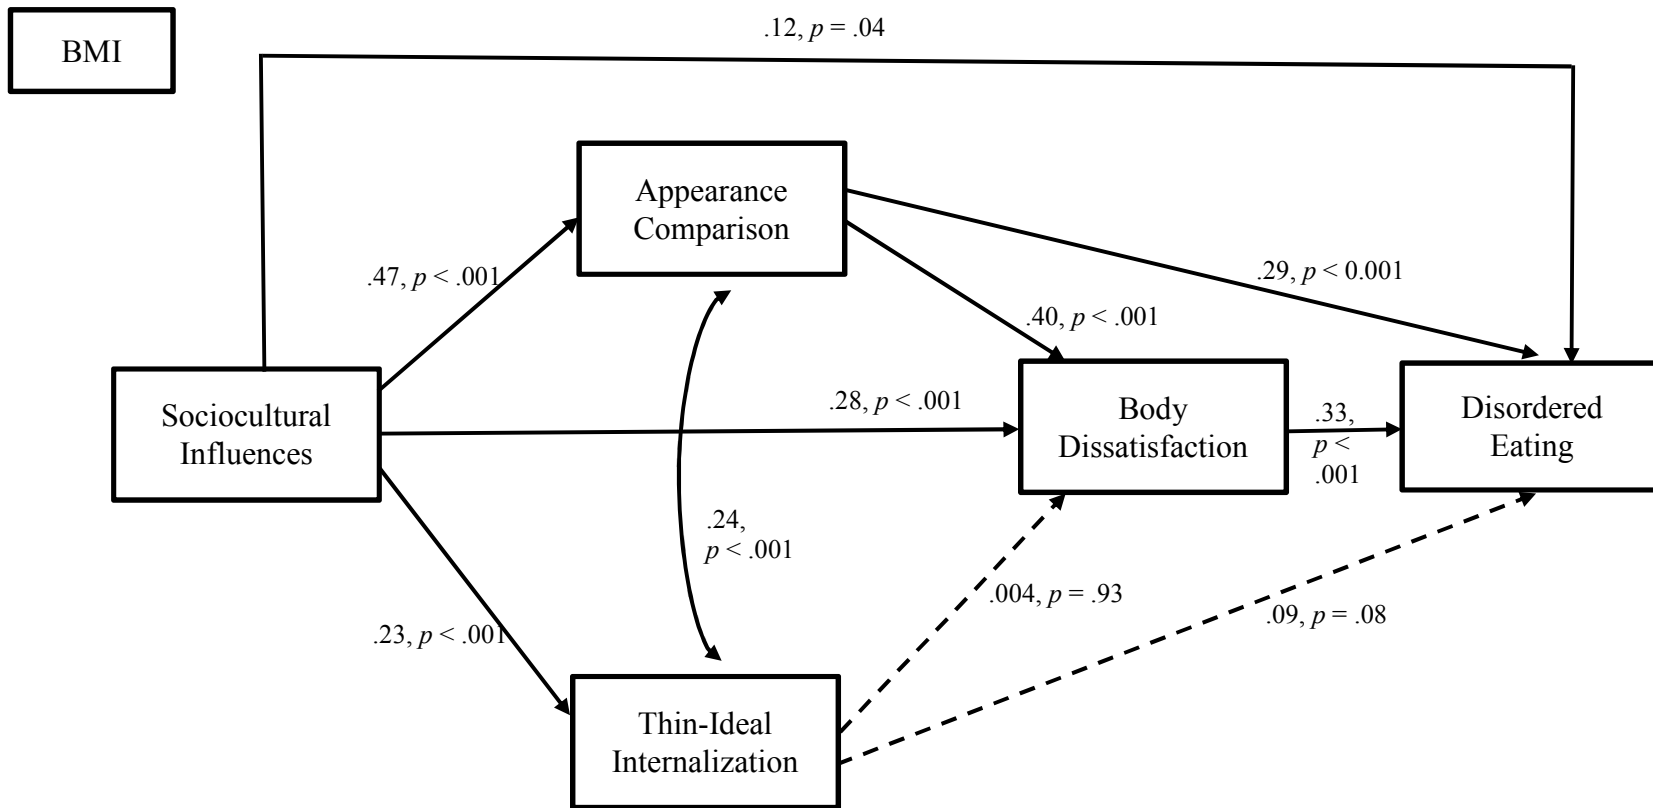 BMI
.12, p = .04
Appearance
Comparison
.47, p < .001
.29, p < 0.001
.40, p < .001
Sociocultural
Influences
.28, p < .001
Body
Dissatisfaction
.33,
p <
.001
Disordered
Eating
.24,
p < .001
.004, p = .93
.09, p = .08
.23, p < .001
Thin-Ideal
Internalization